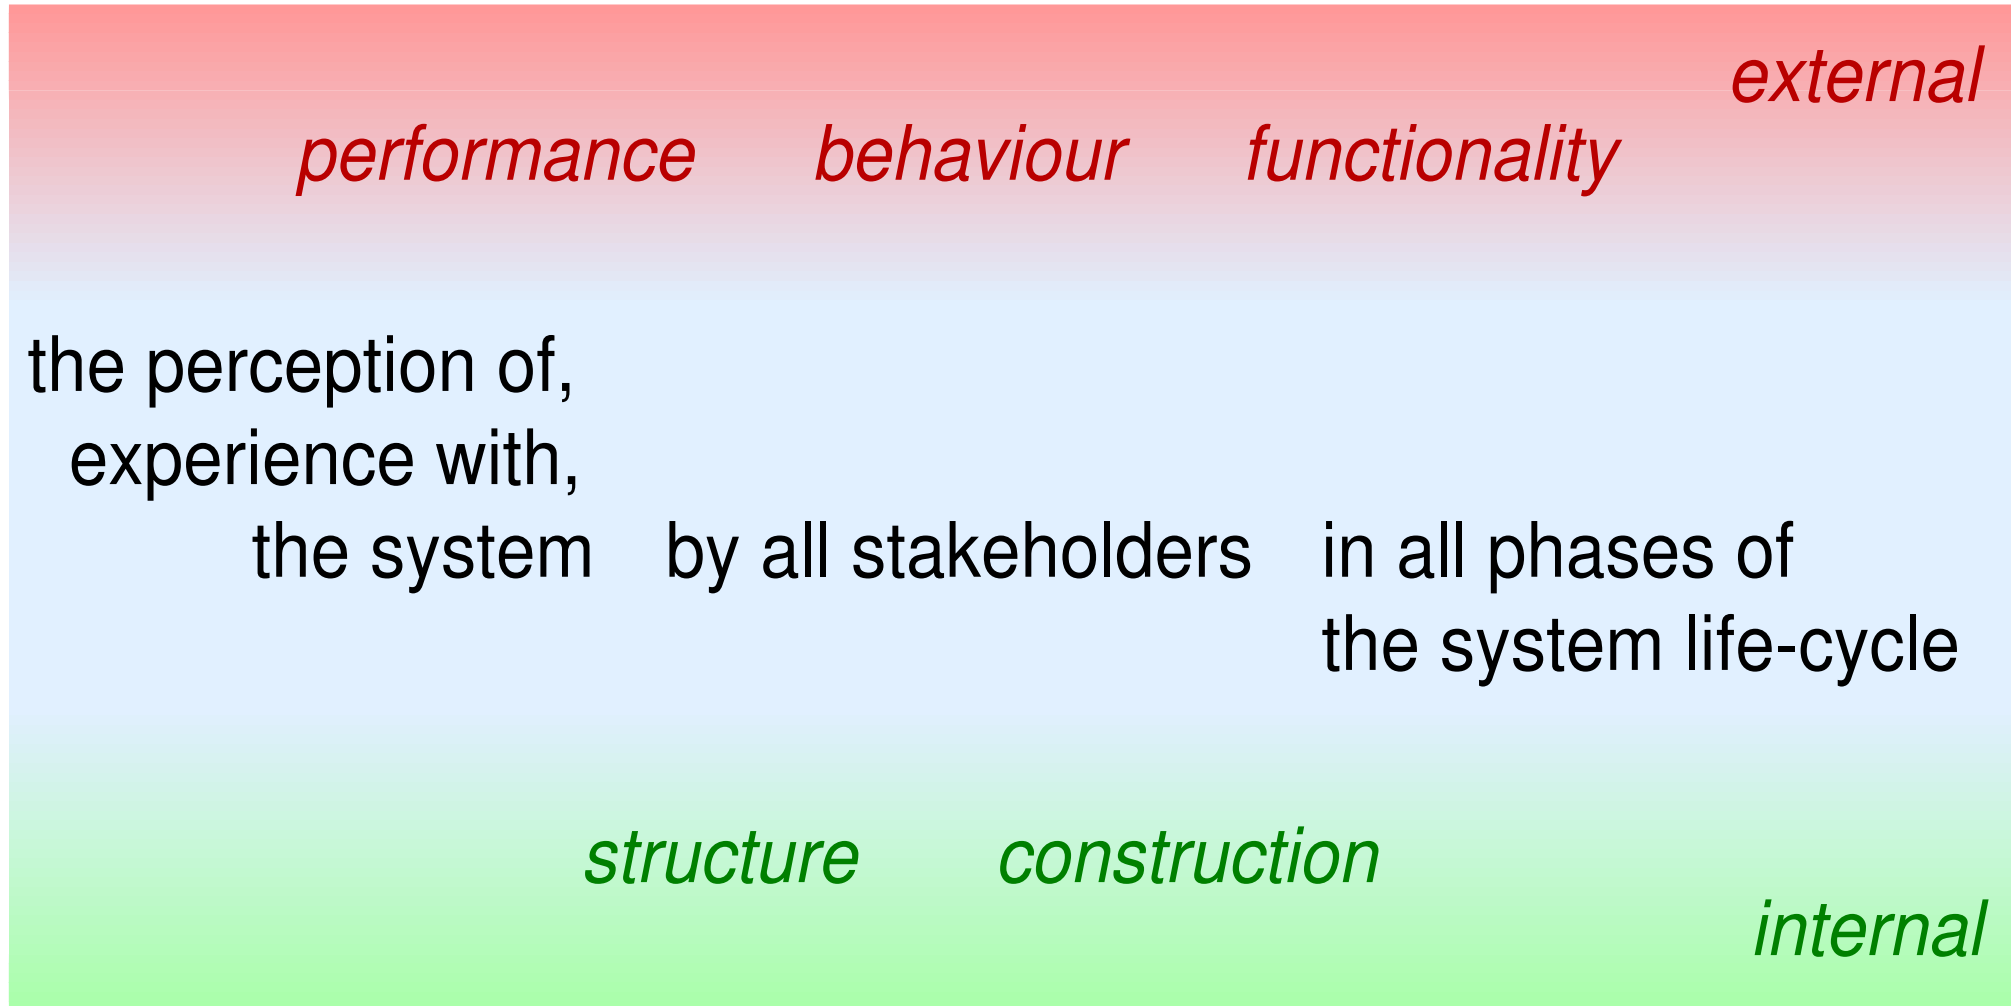 external
performance behaviour functionality
the perception of,
experience with,
the system by all stakeholders in all phases of
the system life-cycle
structure construction
internal